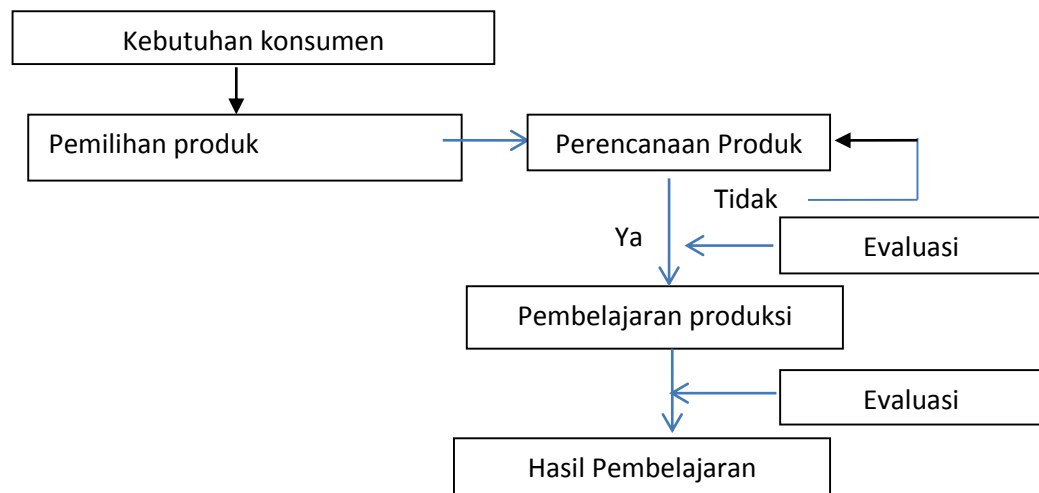 Kebutuhan konsumen
Pemilihan produk
Perencanaan Produk
Tidak
Ya
Evaluasi
Pembelajaran produksi
Evaluasi
Hasil Pembelajaran